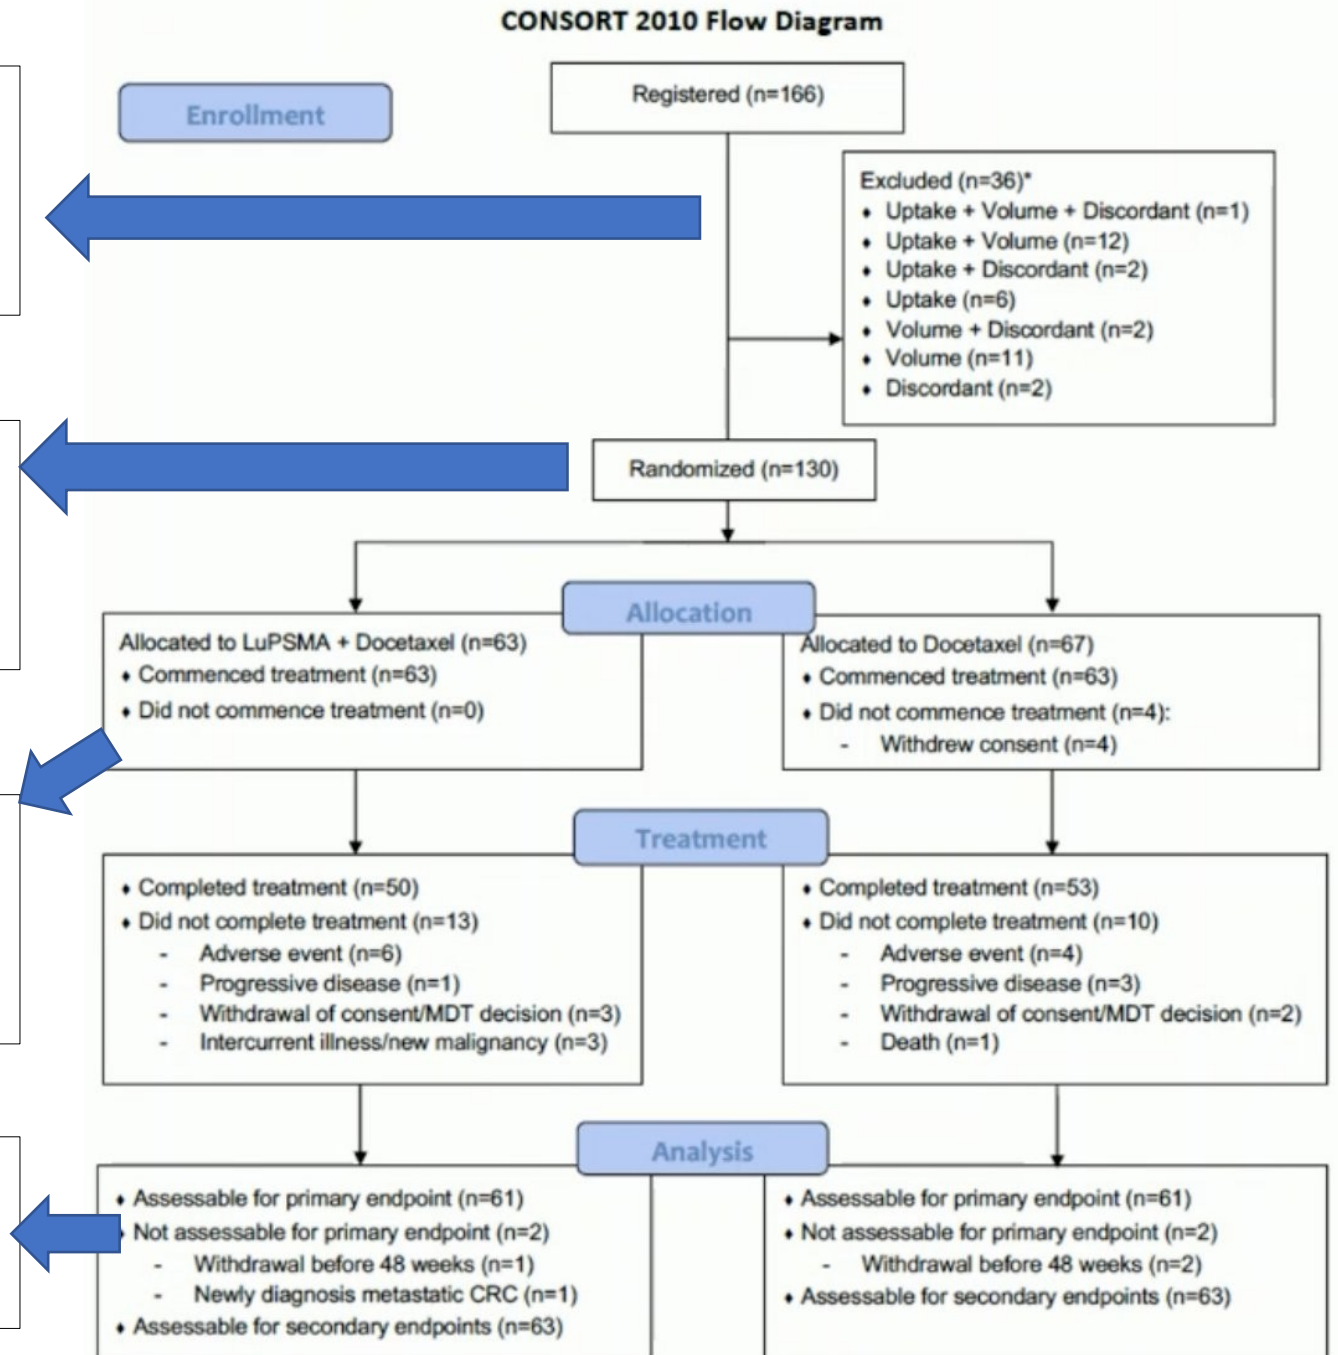 CONSORT 2010 Flow Diagram
Enrollment
Registered (n=166)
Excluded (n=36)*
♦ Uptake + Volume + Discordant (n=1)
♦ Uptake + Volume (n=12)
♦ Uptake + Discordant (n=2)
♦ Uptake (n=6)
♦ Volume + Discordant (n=2)
♦ Volume (n=11)
♦ Discordant (n=2)
Randomized (n=130)
Allocation
Allocated to LuPSMA + Docetaxel (n=63)
♦ Commenced treatment (n=63)
♦ Did not commence treatment (n=0)
Allocated to Docetaxel (n=67)
♦ Commenced treatment (n=63)
♦ Did not commence treatment (n=4):
- Withdrew consent (n=4)
Treatment
♦ Completed treatment (n=50)
♦ Did not complete treatment (n=13)
- Adverse event (n=6)
- Progressive disease (n=1)
- Withdrawal of consent/MDT decision (n=3)
- Intercurrent illness/new malignancy (n=3)
♦ Completed treatment (n=53)
♦ Did not complete treatment (n=10)
- Adverse event (n=4)
- Progressive disease (n=3)
- Withdrawal of consent/MDT decision (n=2)
- Death (n=1)
Analysis
♦ Assessable for primary endpoint (n=61)
♦ Not assessable for primary endpoint (n=2)
- Withdrawal before 48 weeks (n=1)
- Newly diagnosis metastatic CRC (n=1)
♦ Assessable for secondary endpoints (n=63)
♦ Assessable for primary endpoint (n=61)
♦ Not assessable for primary endpoint (n=2)
- Withdrawal before 48 weeks (n=2)
♦ Assessable for secondary endpoints (n=63)